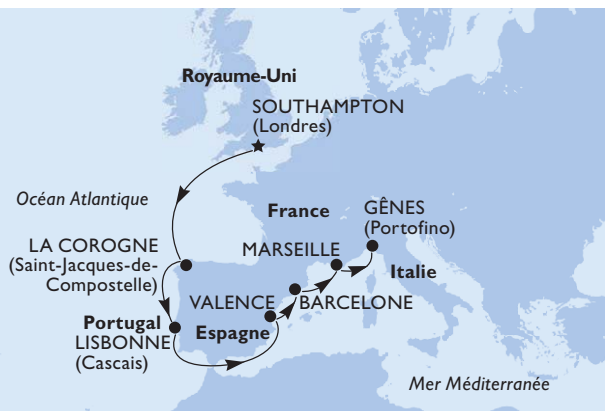 Royaume-Uni
SOUTHAMPTON
(Londres)
Océan Atlantique
France
GÊNES
(Portofino)
LA COROGNE
(Saint-Jacques-de-
Compostelle)
MARSEILLE
Italie
VALENCE
BARCELONE
Portugal
LISBONNE
(Cascais)
Espagne
Mer Méditerranée